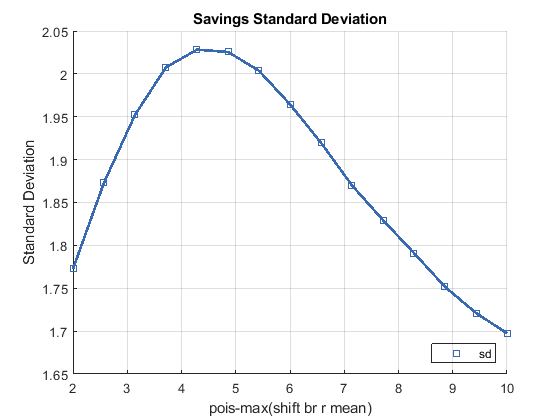 Savings Standard Deviation
2.05
2
1.95
1.9
1.85
1.8
1.75
1.7
1.65
Standard Deviation
sd
2 3 4 5 6 7 8 9 10
pois-max(shift br r mean)